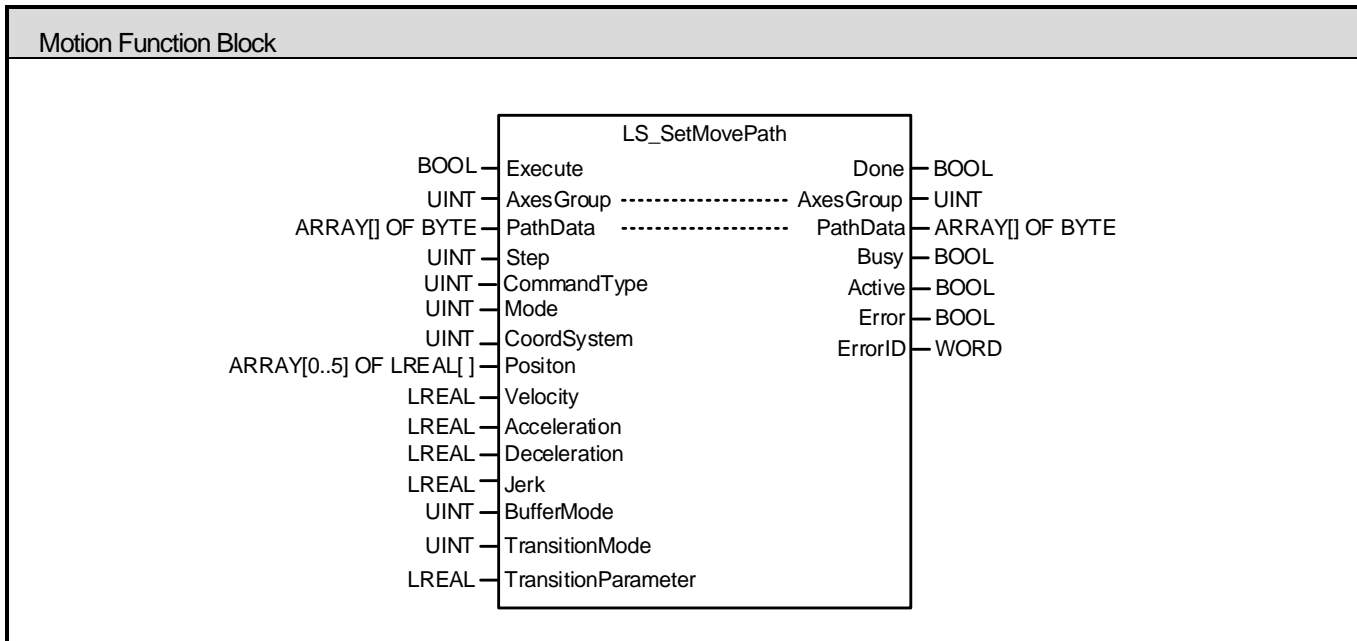 Motion Function Block
LS_SetMovePath
BOOL Execute Done BOOL
UINT AxesGroup AxesGroup UINT
ARRAY[] OF BYTE PathData PathData ARRAY[] OF BYTE
UINT Step Busy BOOL
UINT CommandType Active BOOL
UINT Mode Error BOOL
UINT CoordSystem ErrorID WORD
ARRAY[0..5] OF LREAL[ ] Positon
LREAL Velocity
LREAL Acceleration
LREAL Deceleration
LREAL Jerk
UINT BufferMode
UINT TransitionMode
LREAL TransitionParameter